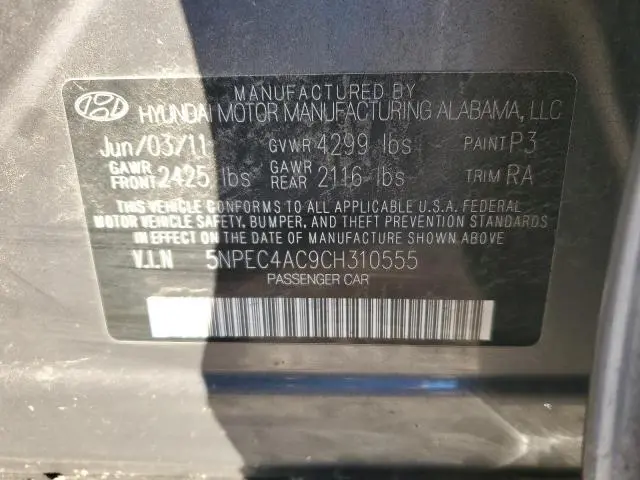 MANUFACTURED BY
HYUNDAI MOTOR MANUFACTURING ALABAMA, LLC
Jun/03/11 GVWR 4299 lbs PAINT P3
GAWR FRONT 2425 lbs GAWR REAR 2116 lbs TRIM RA
THIS VEHICLE CONFORMS TO ALL APPLICABLE U.S.A. FEDERAL
MOTOR VEHICLE SAFETY, BUMPER, AND THEFT PREVENTION STANDARDS
IN EFFECT ON THE DATE OF MANUFACTURE SHOWN ABOVE.
V.I.N 5NPEC4AC9CH310555
PASSENGER CAR